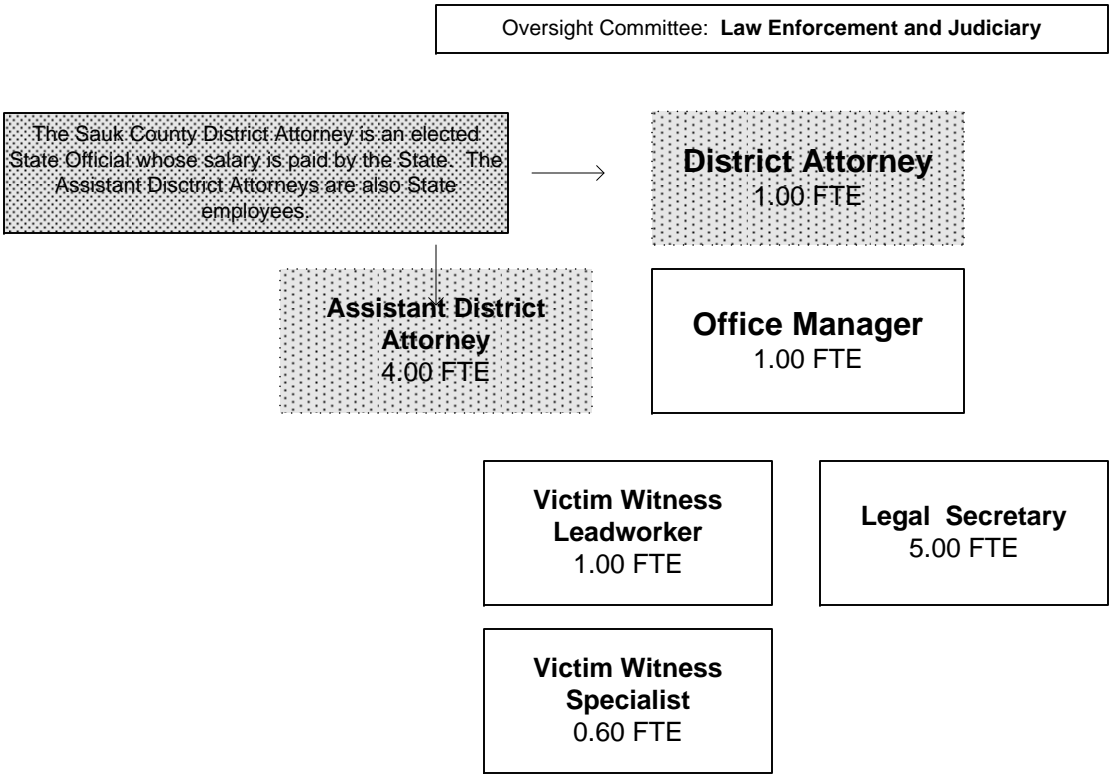 Oversight Committee:  Law Enforcement and Judiciary
The Sauk County District Attorney is an elected
State Official whose salary is paid by the State.  The
Assistant Disctrict Attorneys are also State
employees.
District Attorney
1.00 FTE
Assistant District
Attorney
4.00 FTE
Office Manager
1.00 FTE
Victim Witness
Leadworker
1.00 FTE
Legal  Secretary
5.00 FTE
Victim Witness
Specialist
0.60 FTE